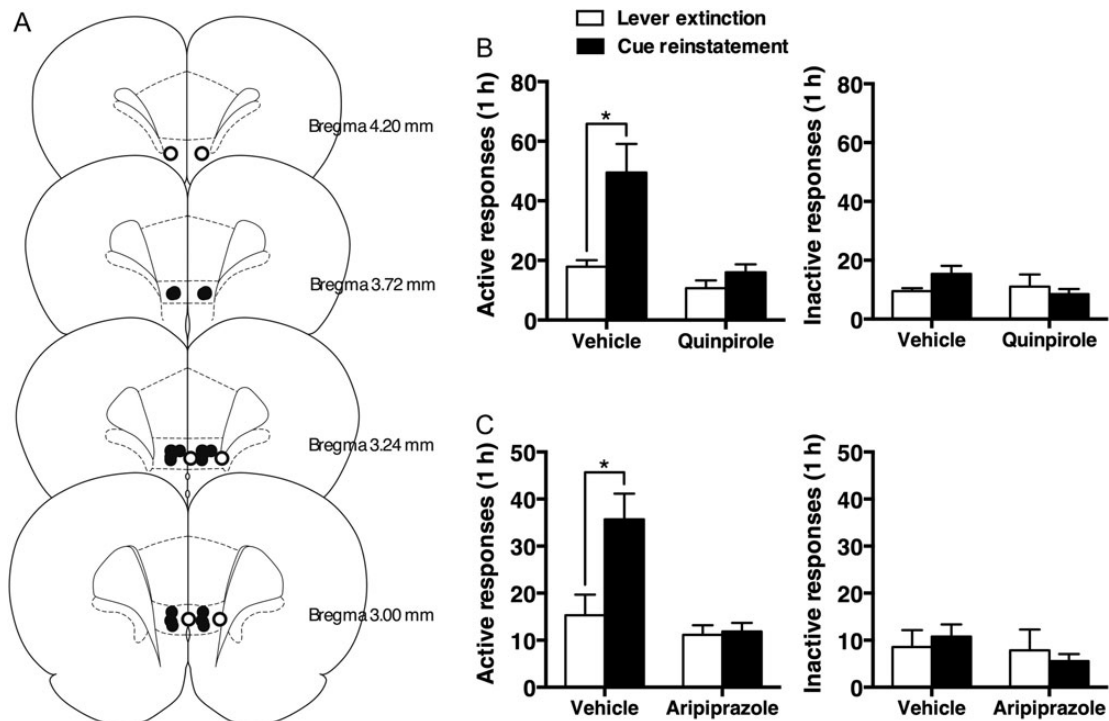 A
Bregma 4.20 mm
Bregma 3.72 mm
Bregma 3.24 mm
Bregma 3.00 mm
Lever extinction
Cue reinstatement
B
Active responses (1 h)
80
60
40
20
0
*
Vehicle Quinpirole
Inactive responses (1 h)
80
60
40
20
0
Vehicle Quinpirole
C
Active responses (1 h)
50
40
30
20
10
0
*
Vehicle Aripiprazole
Inactive responses (1 h)
50
40
30
20
10
0
Vehicle Aripiprazole